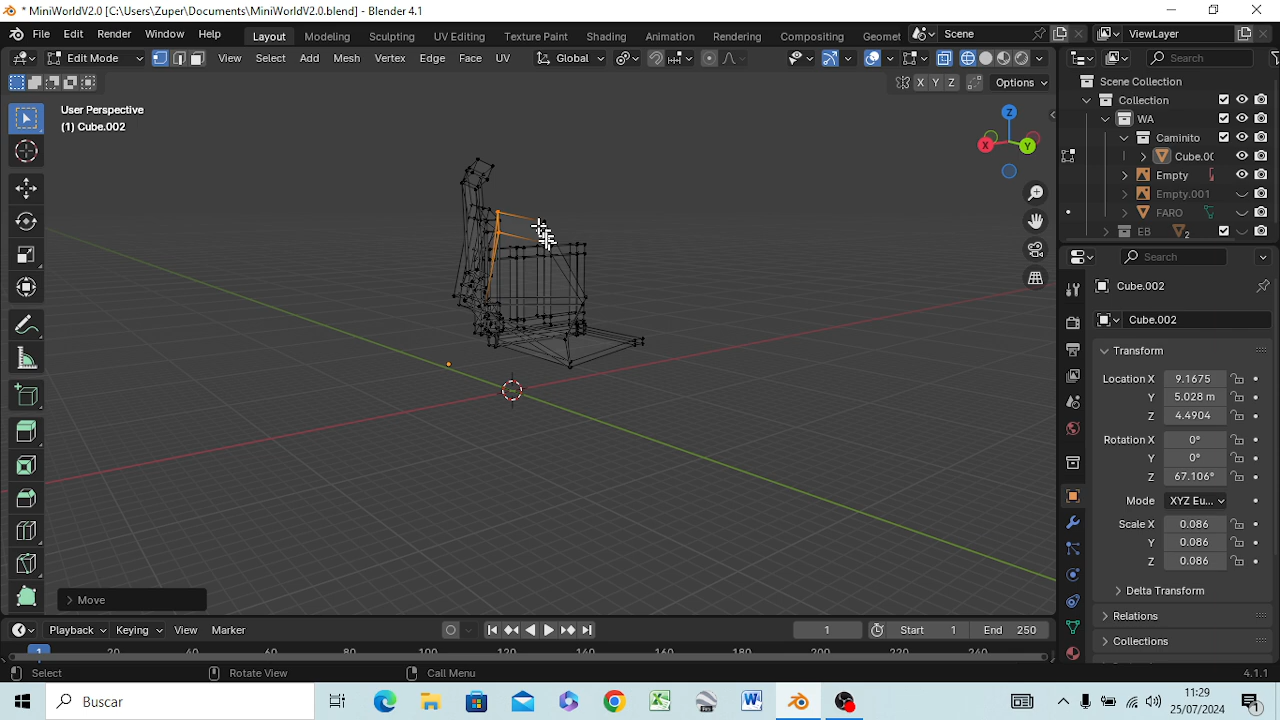 * MiniWorldV2.0 [C:\Users\Zuper\Documents\MiniWorldV2.0.blend] - Blender 4.1
File Edit Render Window Help Layout Modeling Sculpting UV Editing Texture Paint Shading Animation Rendering Compositing Geomet Scene ViewLayer
Edit Mode View Select Add Mesh Vertex Edge Face UV Global Search
X Y Z Options
User Perspective
(1) Cube.002
Scene Collection
Collection
WA
Caminito
Cube.00
Empty
Empty.001
FARO
EB 2
Z
X
Y
Search
Cube.002
Cube.002
Transform
Location X 9.1675
Y 5.028 m
Z 4.4904
Rotation X 0°
Y 0°
Z 67.106°
Mode XYZ Eu...
Scale X 0.086
Y 0.086
Z 0.086
Delta Transform
Relations
Collections
Move
Playback Keying View Marker 1 Start 1 End 250
1 20 40 60 80 100 120 140 160 180 200 220 240
Select Rotate View Call Menu 4.1.1
Buscar
11:29
25/07/2024
1